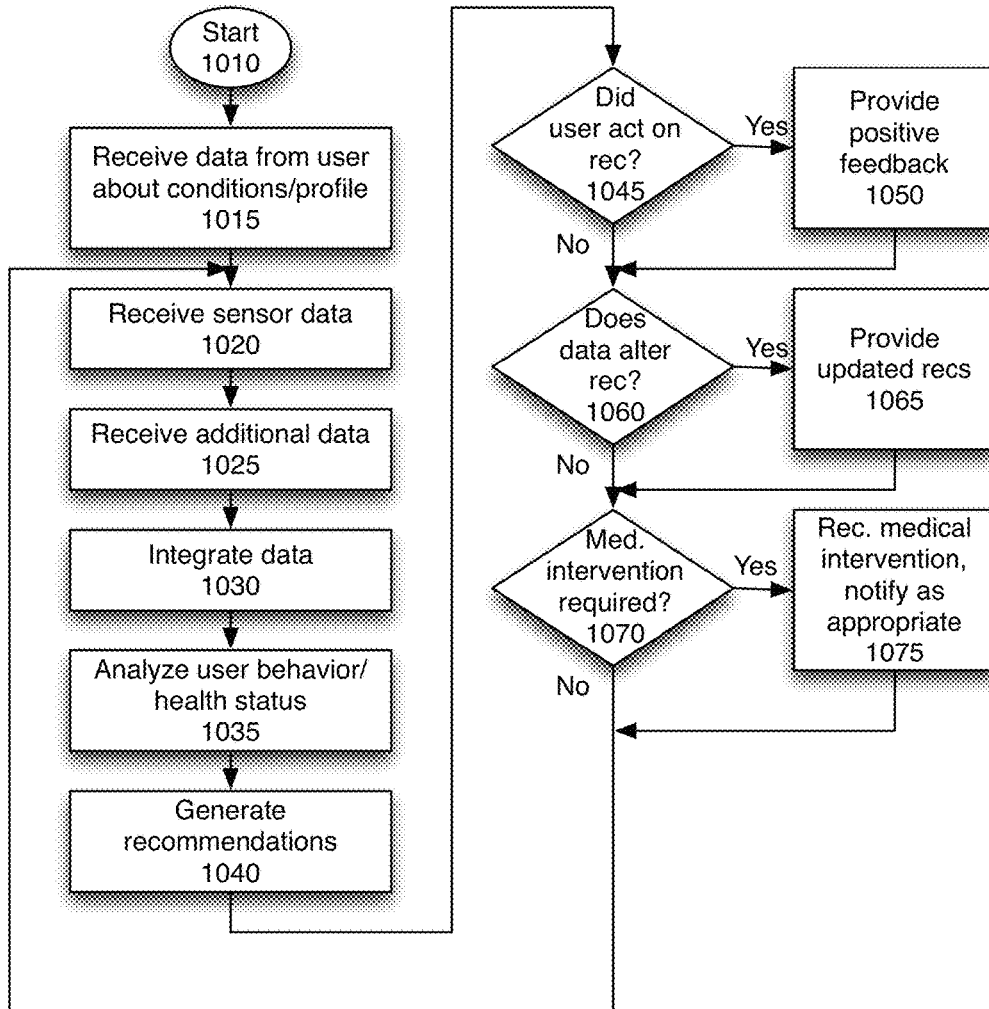 Start
1010
Receive data from user
about conditions/profile
1015
Receive sensor data
1020
Receive additional data
1025
Integrate data
1030
Analyze user behavior/
health status
1035
Generate
recommendations
1040
Did
user act on
rec?
1045
Yes
Provide
positive
feedback
1050
No
Does
data alter
rec?
1060
Yes
Provide
updated recs
1065
No
Med.
intervention
required?
1070
Yes
Rec. medical
intervention,
notify as
appropriate
1075
No